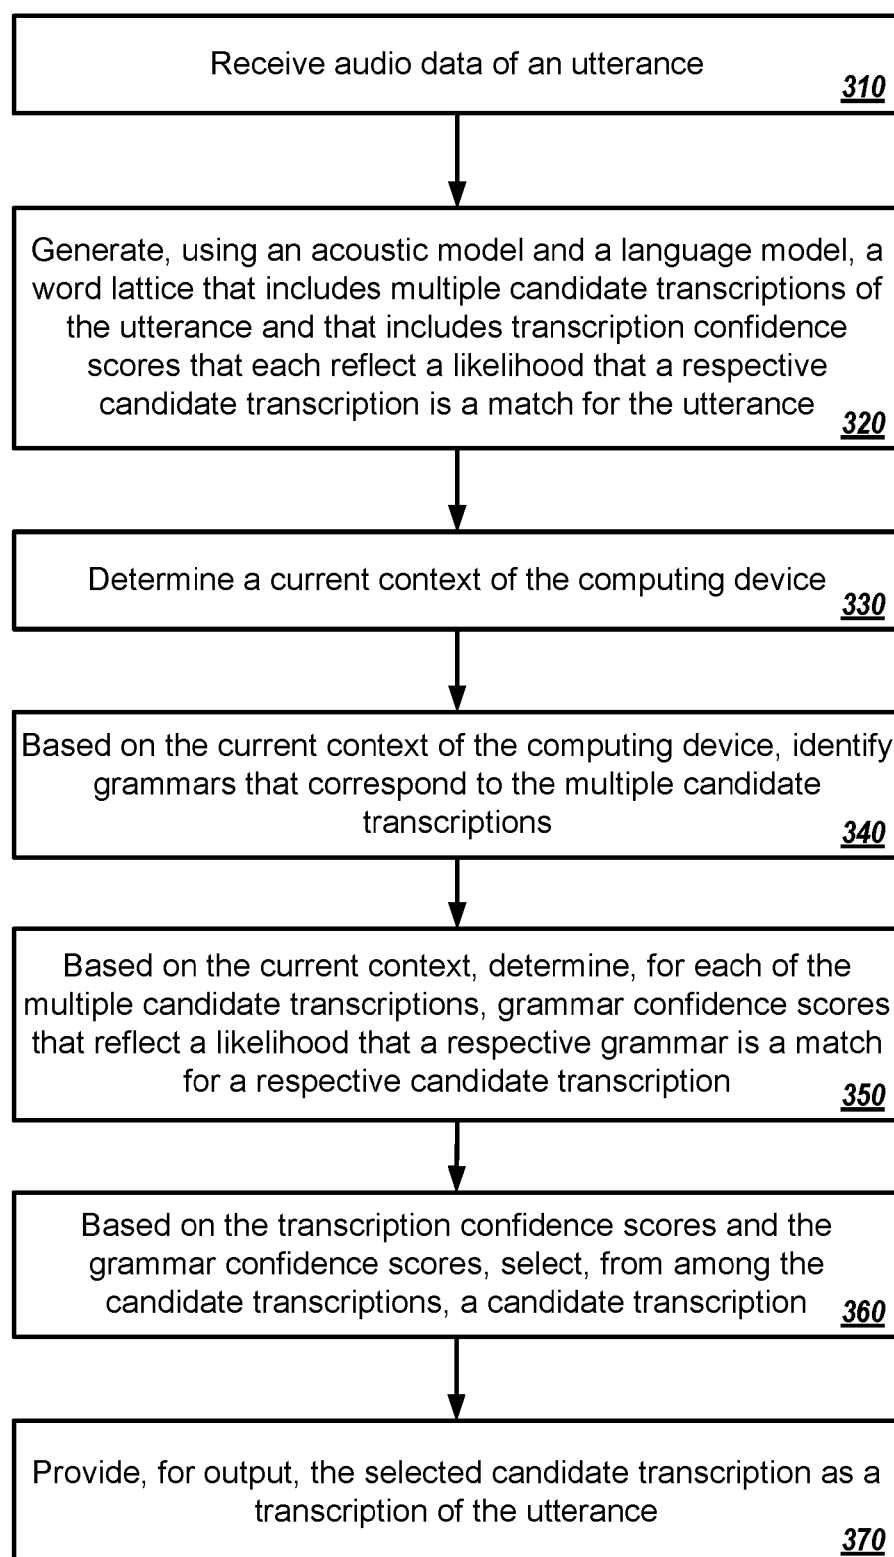 Receive audio data of an utterance
310
Generate, using an acoustic model and a language model, a
word lattice that includes multiple candidate transcriptions of
the utterance and that includes transcription confidence
scores that each reflect a likelihood that a respective
candidate transcription is a match for the utterance
320
Determine a current context of the computing device
330
Based on the current context of the computing device, identify
grammars that correspond to the multiple candidate
transcriptions
340
Based on the current context, determine, for each of the
multiple candidate transcriptions, grammar confidence scores
that reflect a likelihood that a respective grammar is a match
for a respective candidate transcription
350
Based on the transcription confidence scores and the
grammar confidence scores, select, from among the
candidate transcriptions, a candidate transcription
360
Provide, for output, the selected candidate transcription as a
transcription of the utterance
370